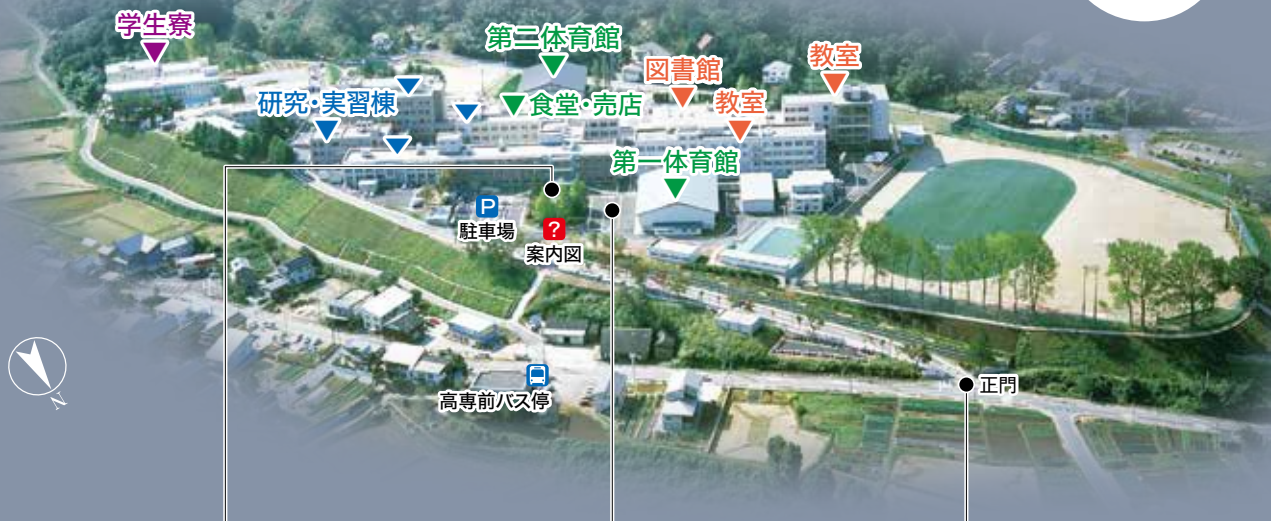 学生寮
第二体育館
教室
図書館
研究・実習棟
食堂・売店
教室
第一体育館
P
駐車場
?
案内図
高専前バス停
正門
N